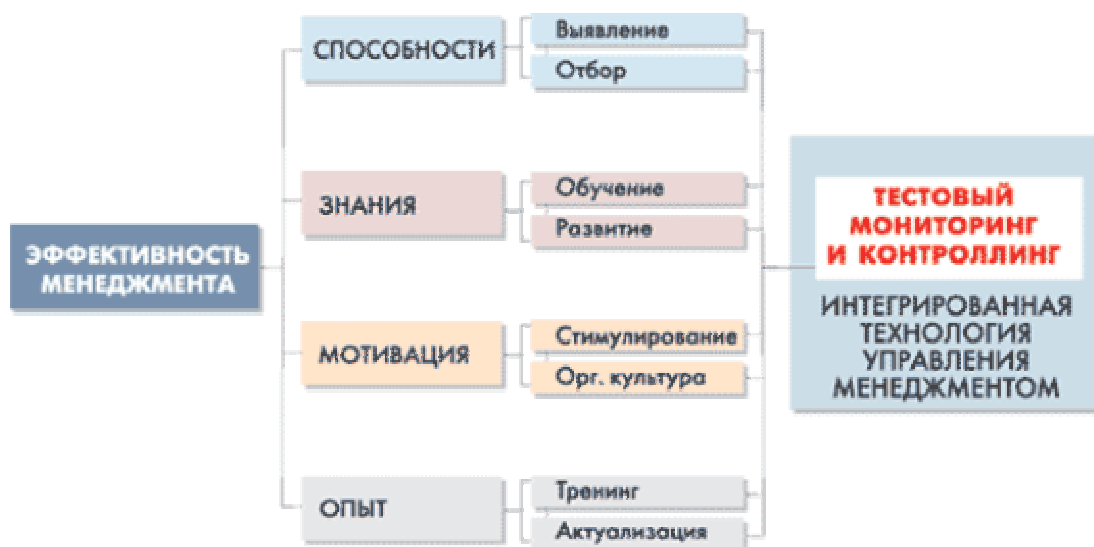 ЭФФЕКТИВНОСТЬ
МЕНЕДЖМЕНТА
СПОСОБНОСТИ
Выявление
Отбор
ЗНАНИЯ
Обучение
Развитие
МОТИВАЦИЯ
Стимулирование
Орг. культура
ОПЫТ
Тренинг
Актуализация
ТЕСТОВЫЙ
МОНИТОРИНГ
И КОНТРОЛЛИНГ
ИНТЕГРИРОВАННАЯ
ТЕХНОЛОГИЯ
УПРАВЛЕНИЯ
МЕНЕДЖМЕНТОМ